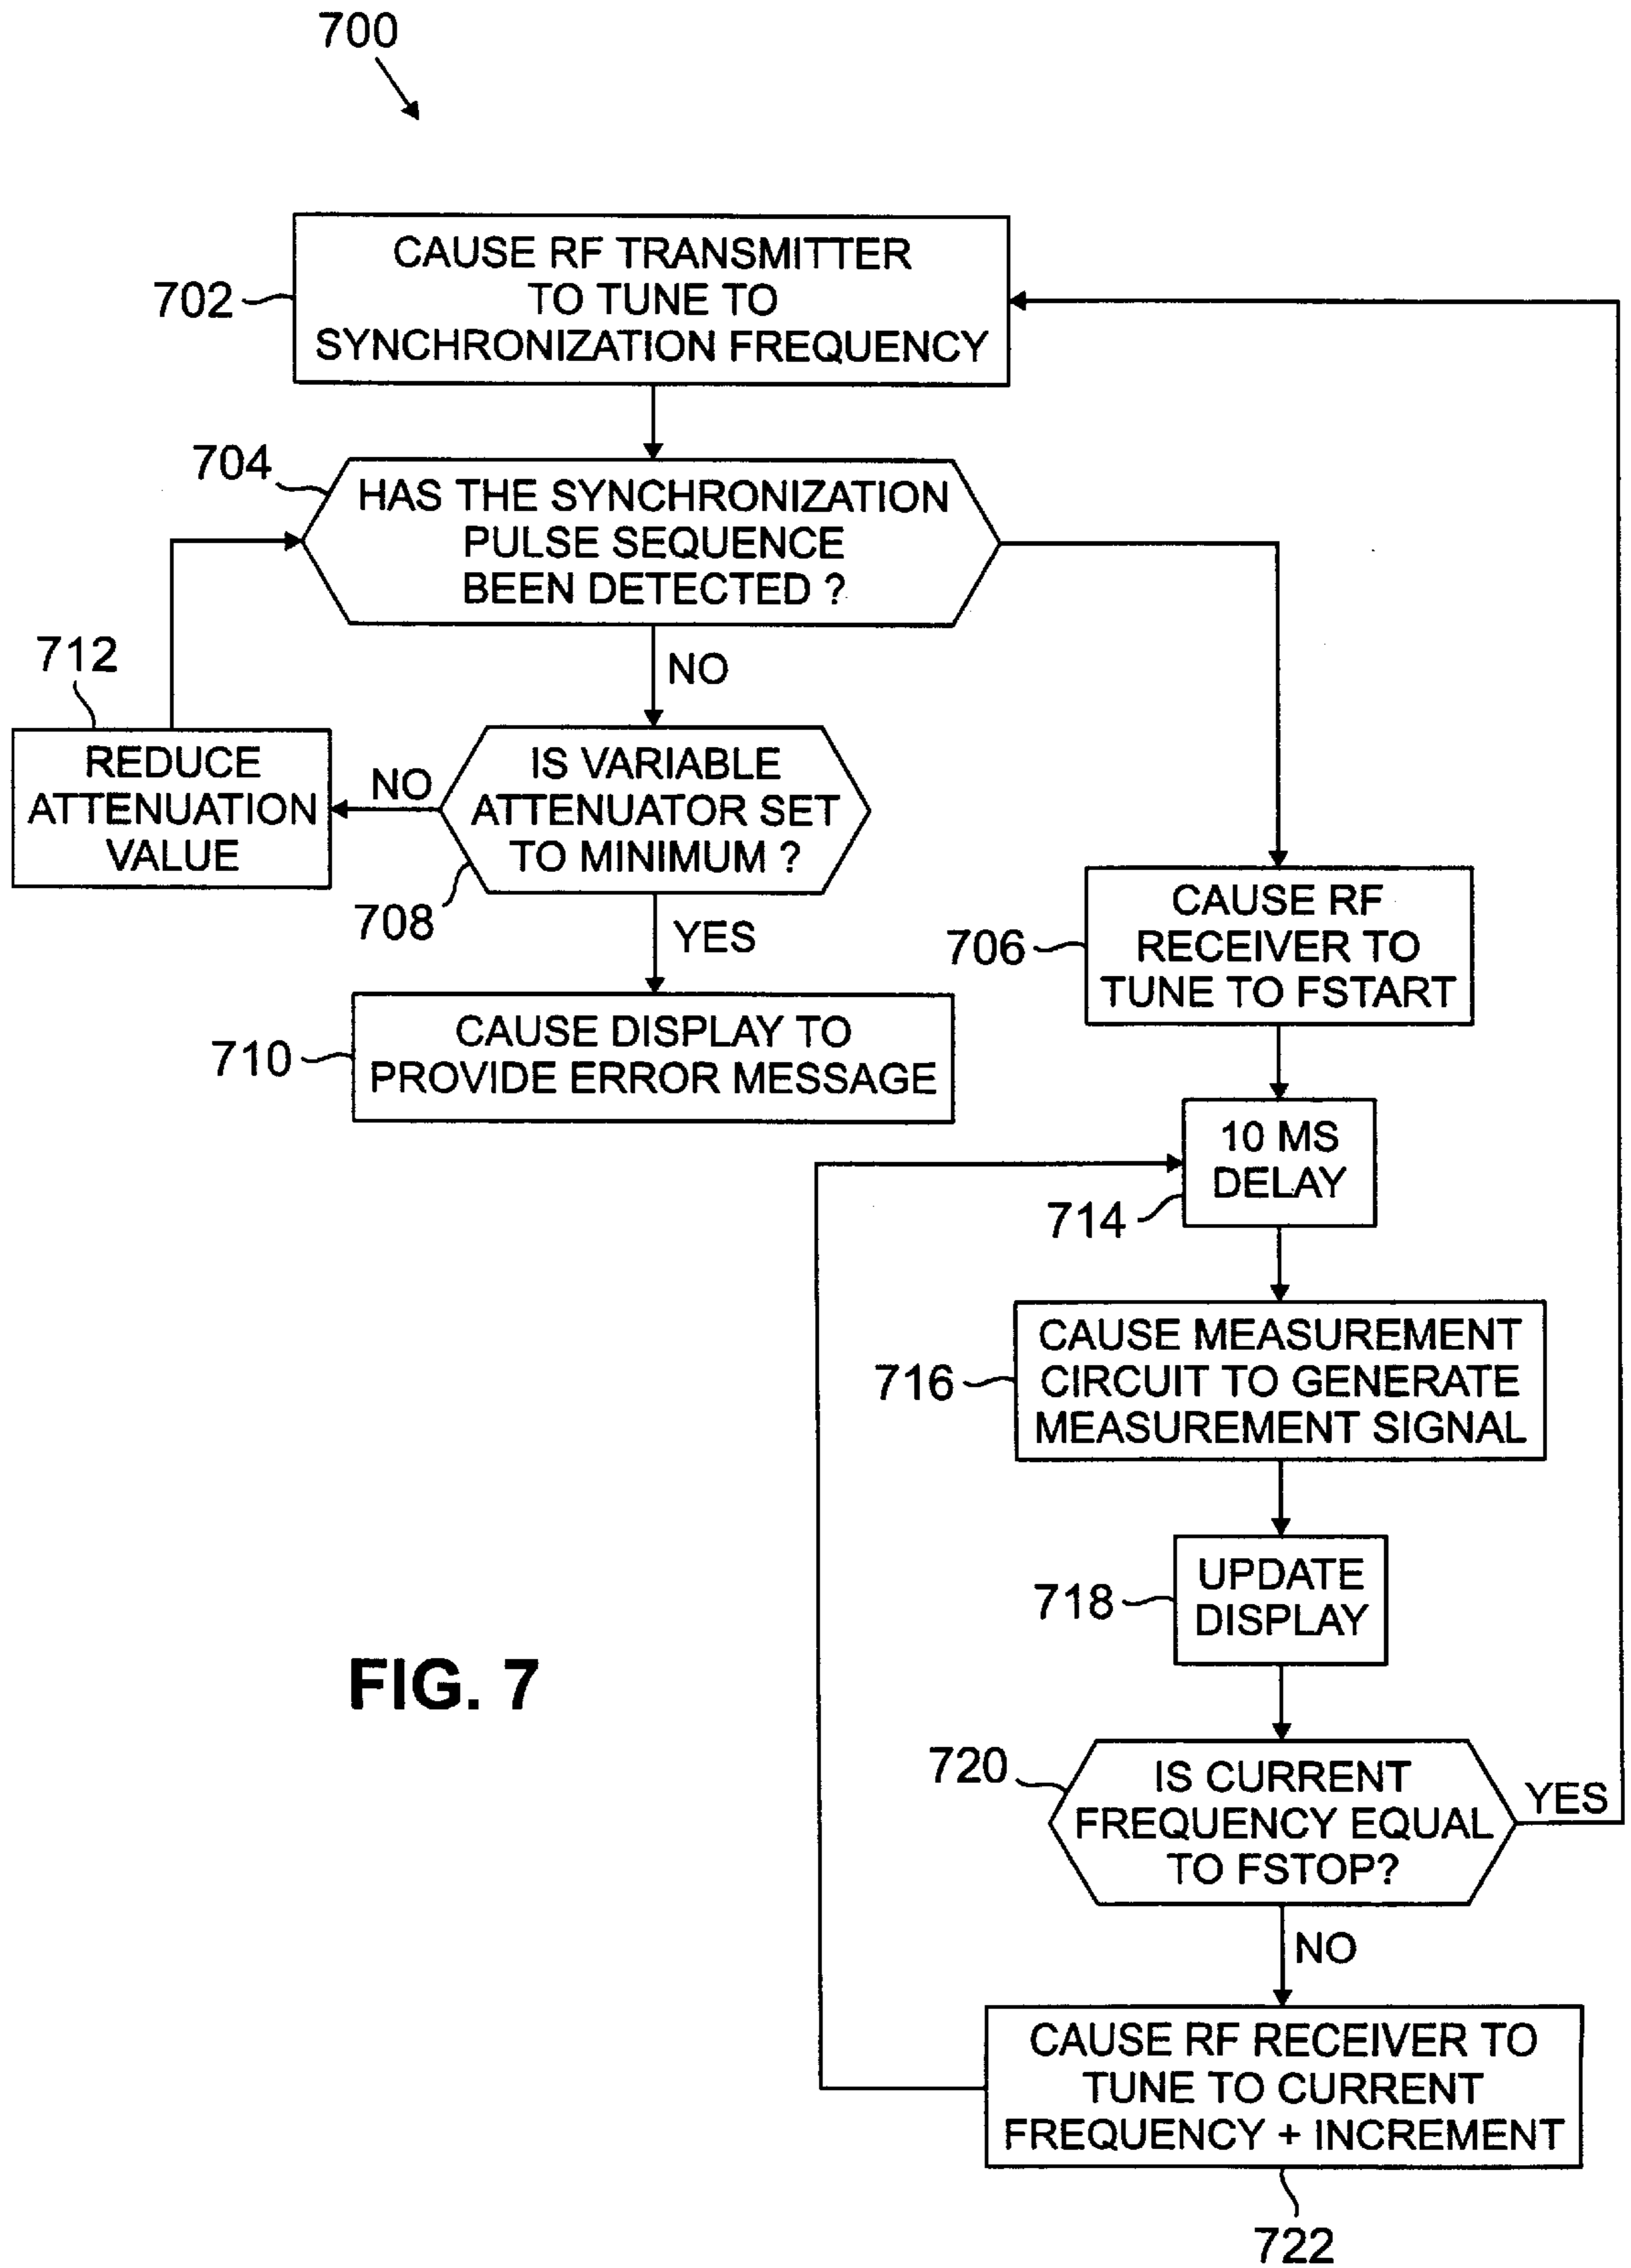 700
CAUSE RF TRANSMITTER
TO TUNE TO
SYNCHRONIZATION FREQUENCY
702
704
HAS THE SYNCHRONIZATION
PULSE SEQUENCE
BEEN DETECTED ?
NO
712
REDUCE
ATTENUATION
VALUE
NO
IS VARIABLE
ATTENUATOR SET
TO MINIMUM ?
708
YES
710
CAUSE DISPLAY TO
PROVIDE ERROR MESSAGE
706
CAUSE RF
RECEIVER TO
TUNE TO FSTART
10 MS
DELAY
714
716
CAUSE MEASUREMENT
CIRCUIT TO GENERATE
MEASUREMENT SIGNAL
718
UPDATE
DISPLAY
FIG. 7
720
IS CURRENT
FREQUENCY EQUAL
TO FSTOP?
YES
NO
CAUSE RF RECEIVER TO
TUNE TO CURRENT
FREQUENCY + INCREMENT
722